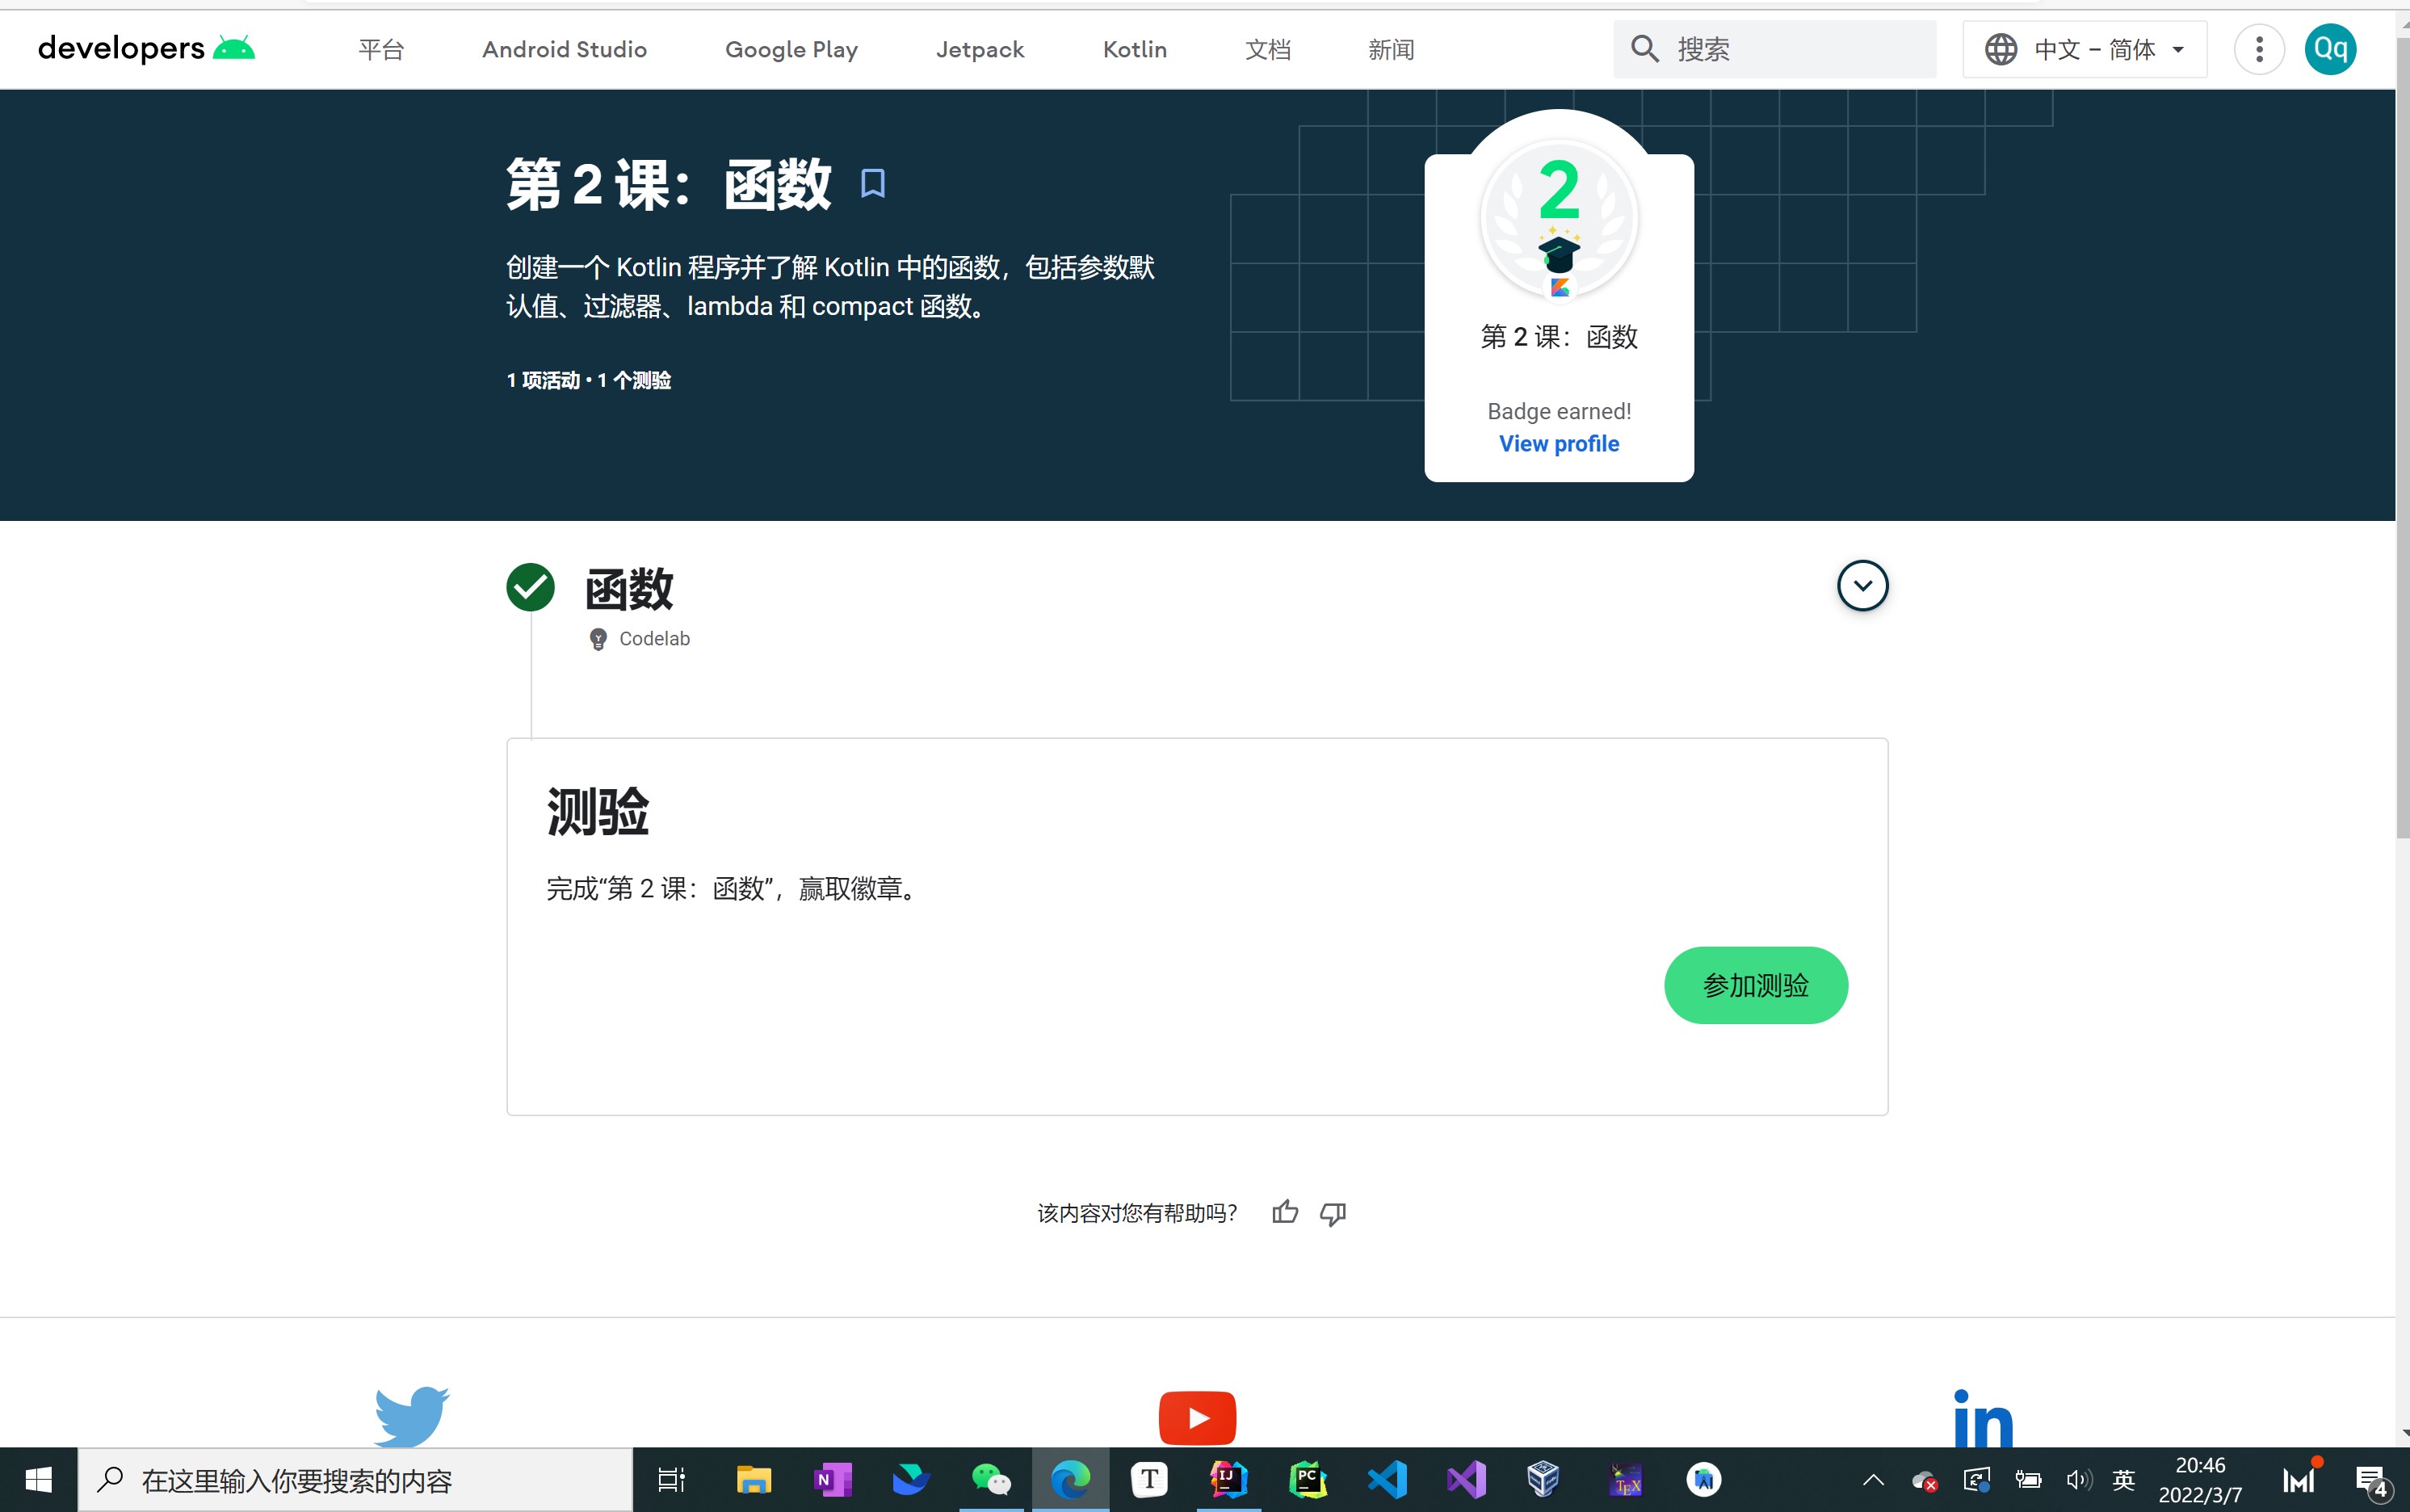 developers
平台 Android Studio Google Play Jetpack Kotlin 文档 新闻 搜索 中文 – 简体 Qq
第 2 课：函数
创建一个 Kotlin 程序并了解 Kotlin 中的函数，包括参数默
认值、过滤器、lambda 和 compact 函数。
1 项活动 • 1 个测验
2
第 2 课：函数
Badge earned!
View profile
函数
Codelab
测验
完成“第 2 课：函数”，赢取徽章。
参加测验
该内容对您有帮助吗？
in
在这里输入你要搜索的内容
N
T
IJ
PC
TEX
英
20:46
2022/3/7
4